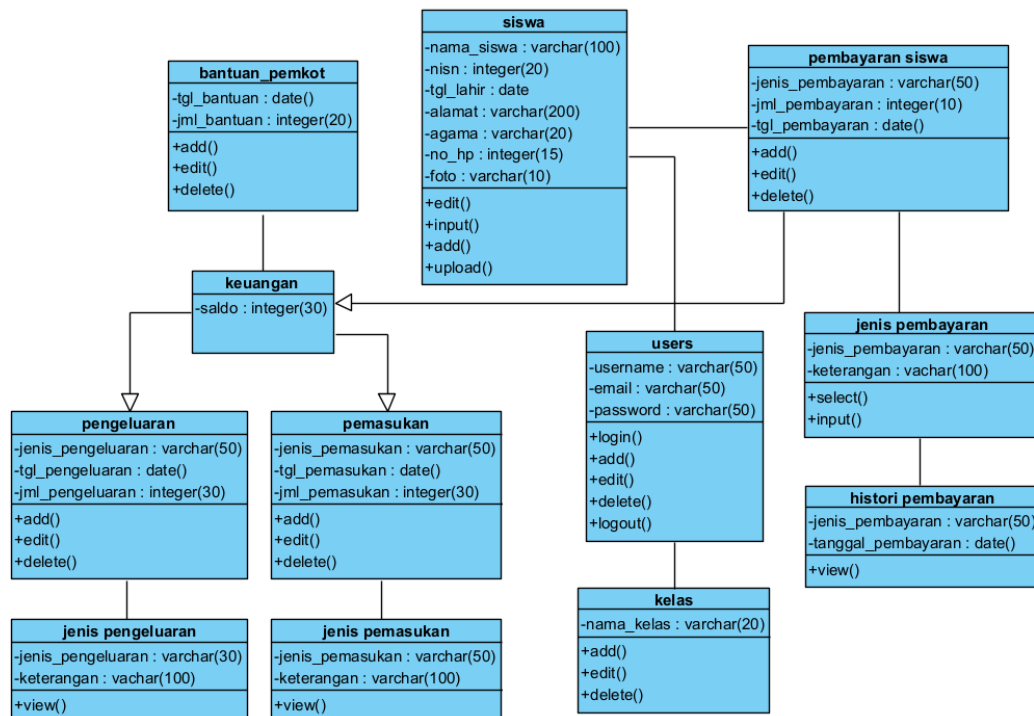 siswa
-nama_siswa : varchar(100)
-nisn : integer(20)
-tgl_lahir : date
-alamat : varchar(200)
-agama : varchar(20)
-no_hp : integer(15)
-foto : varchar(10)
+edit()
+input()
+add()
+upload()
bantuan_pemkot
-tgl_bantuan : date()
-jml_bantuan : integer(20)
+add()
+edit()
+delete()
pembayaran siswa
-jenis_pembayaran : varchar(50)
-jml_pembayaran : integer(10)
-tgl_pembayaran : date()
+add()
+edit()
+delete()
keuangan
-saldo : integer(30)
jenis pembayaran
-jenis_pembayaran : varchar(50)
-keterangan : vachar(100)
+select()
+input()
users
-username : varchar(50)
-email : varchar(50)
-password : varchar(50)
+login()
+add()
+edit()
+delete()
+logout()
pengeluaran
-jenis_pengeluaran : varchar(50)
-tgl_pengeluaran : date()
-jml_pengeluaran : integer(30)
+add()
+edit()
+delete()
pemasukan
-jenis_pemasukan : varchar(50)
-tgl_pemasukan : date()
-jml_pemasukan : integer(30)
+add()
+edit()
+delete()
histori pembayaran
-jenis_pembayaran : varchar(50)
-tanggal_pembayaran : date()
+view()
kelas
-nama_kelas : varchar(20)
+add()
+edit()
+delete()
jenis pengeluaran
-jenis_pengeluaran : varchar(30)
-keterangan : vachar(100)
+view()
jenis pemasukan
-jenis_pemasukan : varchar(50)
-keterangan : varchar(100)
+view()